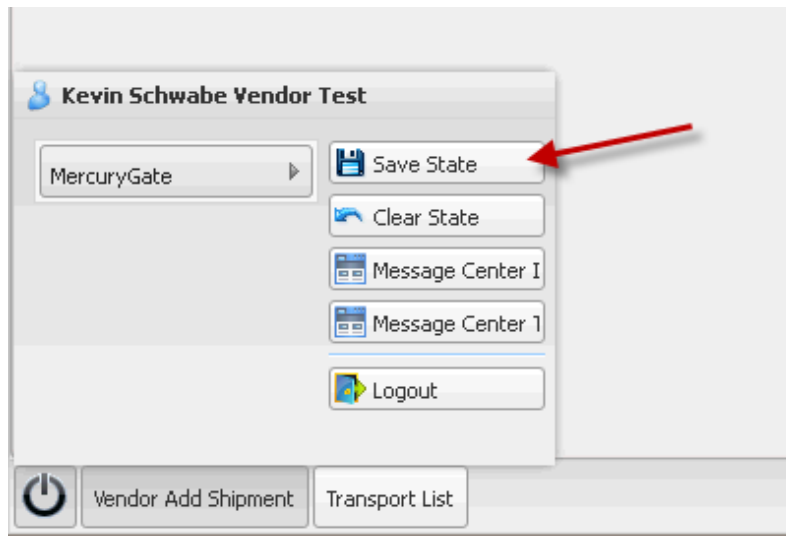 Kevin Schwabe Vendor Test
MercuryGate
Save State
Clear State
Message Center I
Message Center
Logout
Vendor Add Shipment
Transport List